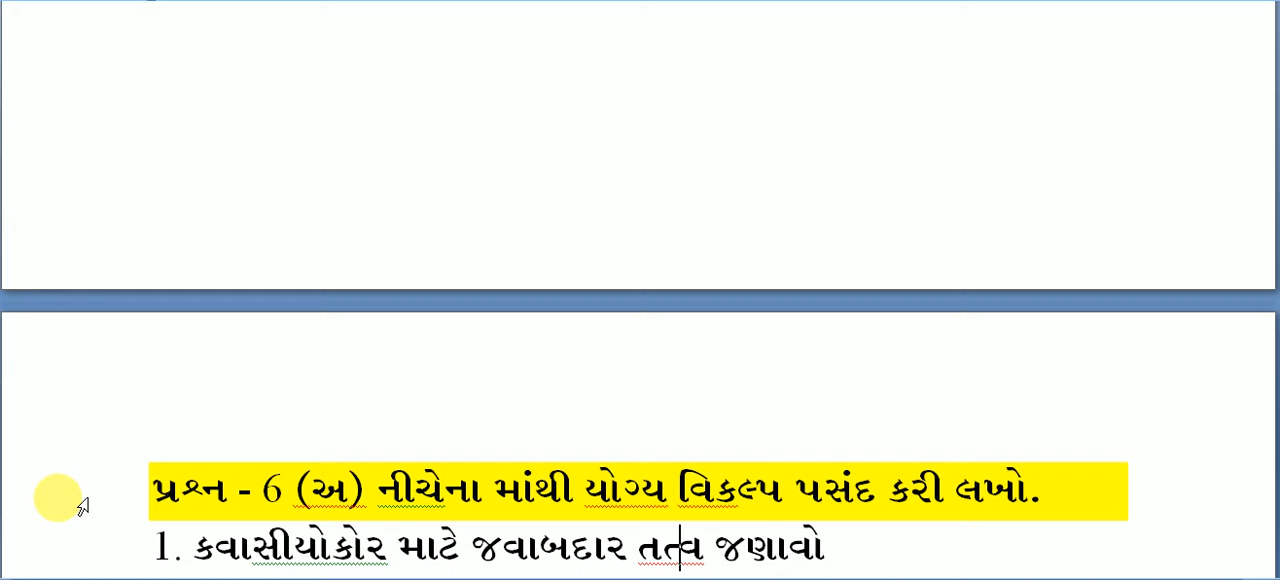 પ્રશ્ન - 6 (અ) નીચેના માંથી યોગ્ય વિકલ્પ પસંદ કરી લખો.
1. કવાસીયોકોર માટે જવાબદાર તત્વ જણાવો